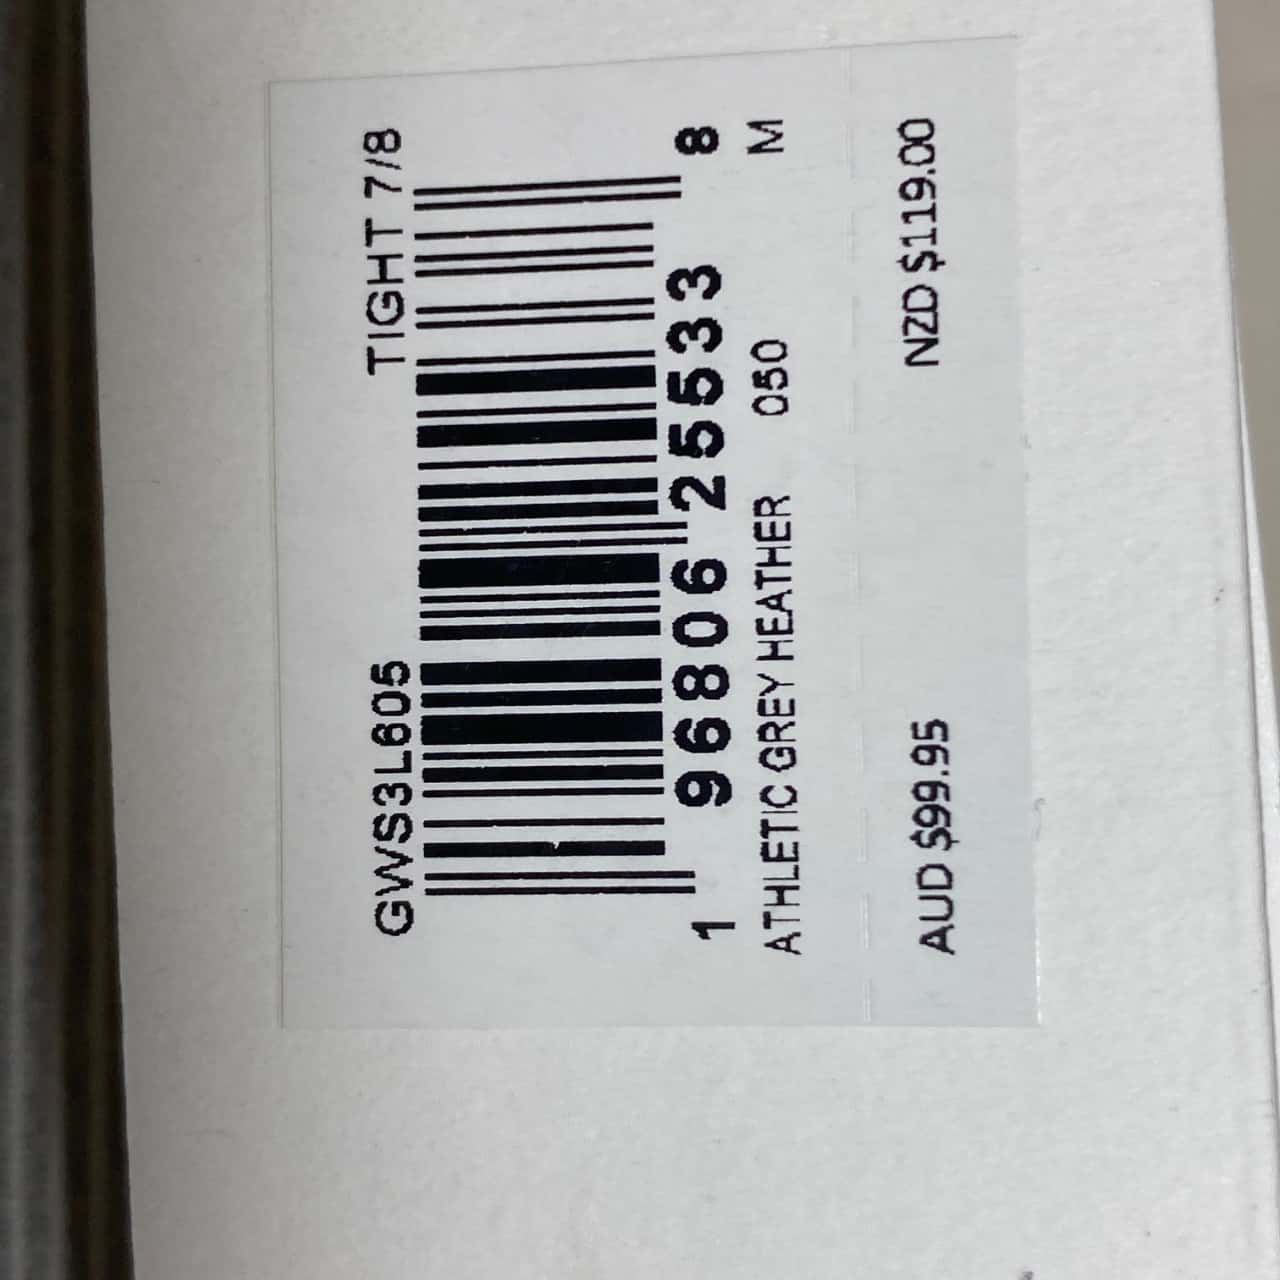 GWS3L605 TIGHT 7/8
1 96806 25533 8
ATHLETIC GREY HEATHER 050 M
AUD $99.95 NZD $119.00